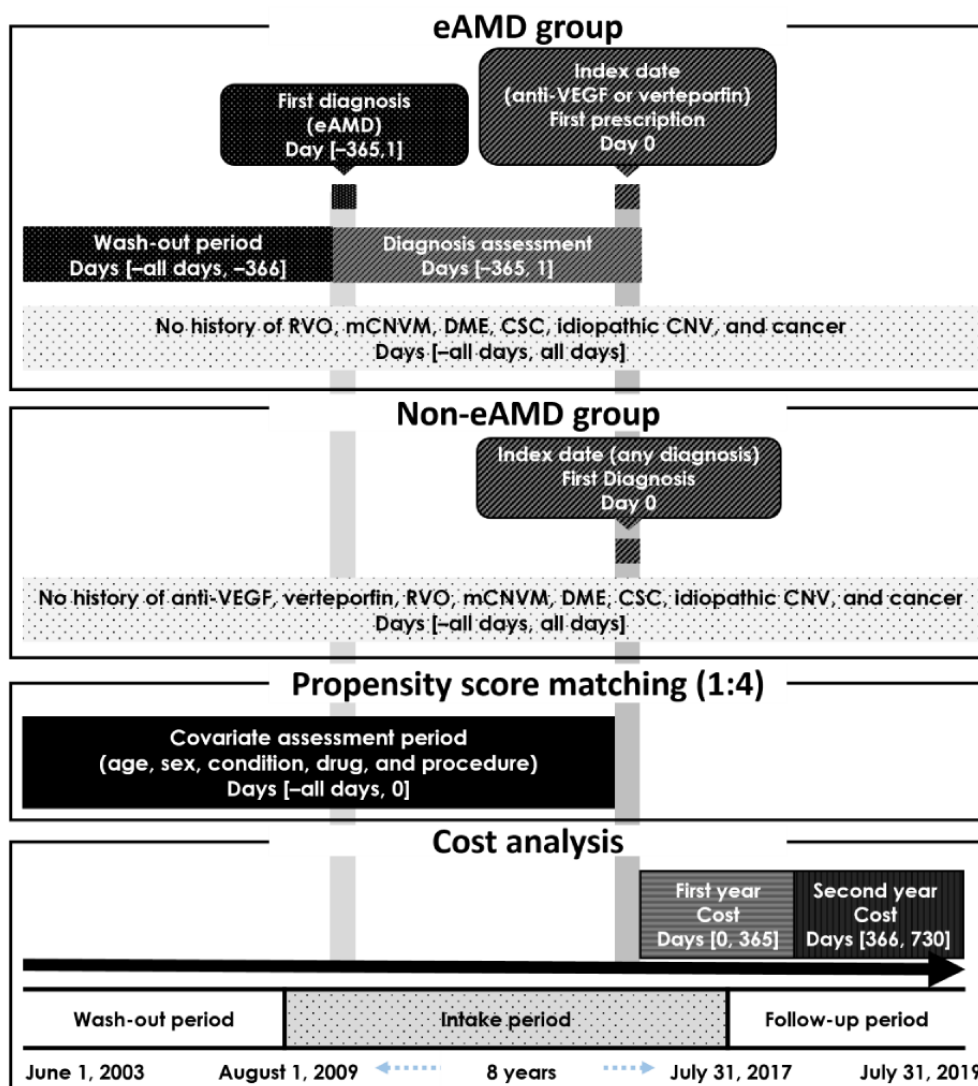 eAMD group
First diagnosis
(eAMD)
Day [–365,1]
Index date
(anti-VEGF or verteporfin)
First prescription
Day 0
Wash-out period
Days [–all days, –366]
Diagnosis assessment
Days [–365, 1]
No history of RVO, mCNVM, DME, CSC, idiopathic CNV, and cancer
Days [–all days, all days]
Non-eAMD group
Index date (any diagnosis)
First Diagnosis
Day 0
No history of anti-VEGF, verteporfin, RVO, mCNVM, DME, CSC, idiopathic CNV, and cancer
Days [–all days, all days]
Propensity score matching (1:4)
Covariate assessment period
(age, sex, condition, drug, and procedure)
Days [–all days, 0]
Cost analysis
First year
Cost
Days [0, 365]
Second year
Cost
Days [366, 730]
Wash-out period
Intake period
Follow-up period
June 1, 2003
August 1, 2009
8 years
July 31, 2017
July 31, 2019